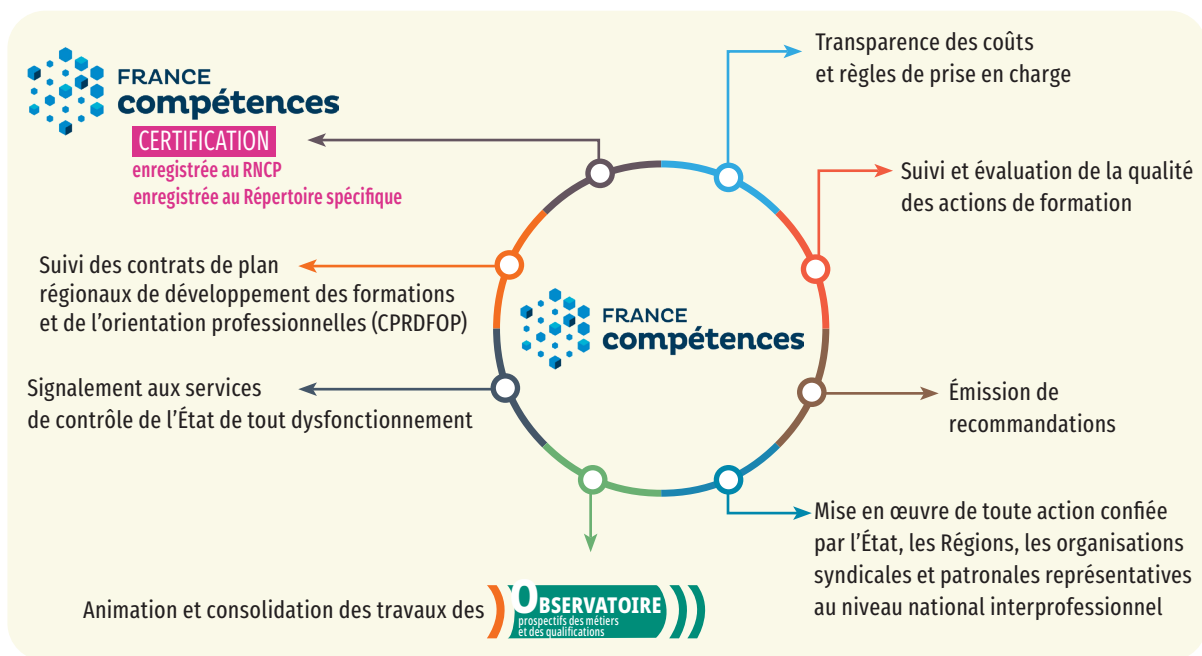 FRANCE
compétences
CERTIFICATION
enregistrée au RNCP
enregistrée au Répertoire spécifique
Transparence des coûts
et règles de prise en charge
Suivi et évaluation de la qualité
des actions de formation
Suivi des contrats de plan
régionaux de développement des formations
et de l’orientation professionnelles (CPRDFOP)
FRANCE
compétences
Signalement aux services
de contrôle de l’État de tout dysfonctionnement
Émission de
recommandations
Mise en œuvre de toute action confiée
par l’État, les Régions, les organisations
syndicales et patronales représentatives
au niveau national interprofessionnel
Animation et consolidation des travaux des
OBSERVATOIRE
prospectifs des métiers
et des qualifications